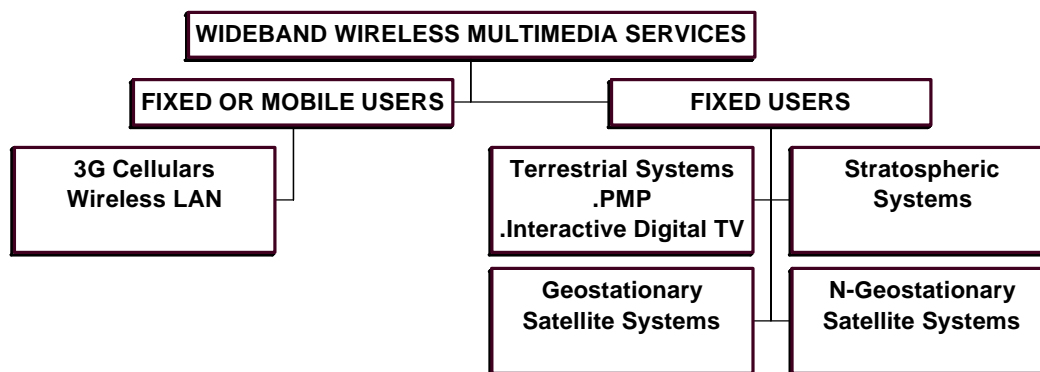 WIDEBAND WIRELESS MULTIMEDIA SERVICES
FIXED OR MOBILE USERS
FIXED USERS
3G Cellulars
Wireless LAN
Terrestrial Systems
.PMP
.Interactive Digital TV
Stratospheric
Systems
Geostationary
Satellite Systems
N-Geostationary
Satellite Systems